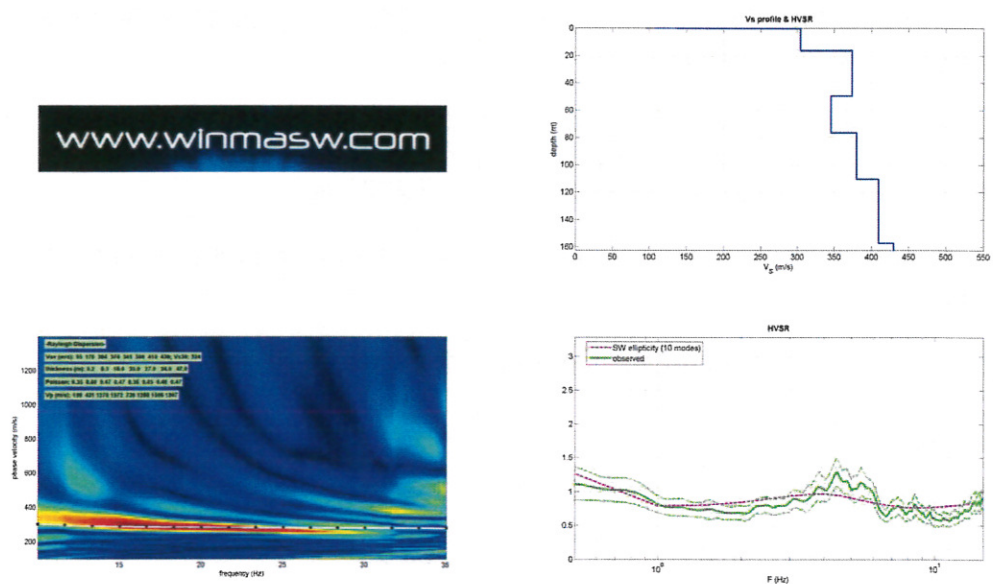 www.winmasw.com
Vs profile & HVSR
0
20
40
60
80
100
120
140
160
depth (m)
0 50 100 150 200 250 300 350 400 450 500 550
VS (m/s)
-Rayleigh Dispersion-
1200
1000
800
600
400
200
phase velocity (m/s)
15 20 25 30 35
frequency (Hz)
HVSR
SW ellipticity (10 modes)
observed
3
2.5
2
1.5
1
0.5
0
10^0 10^1
F (Hz)